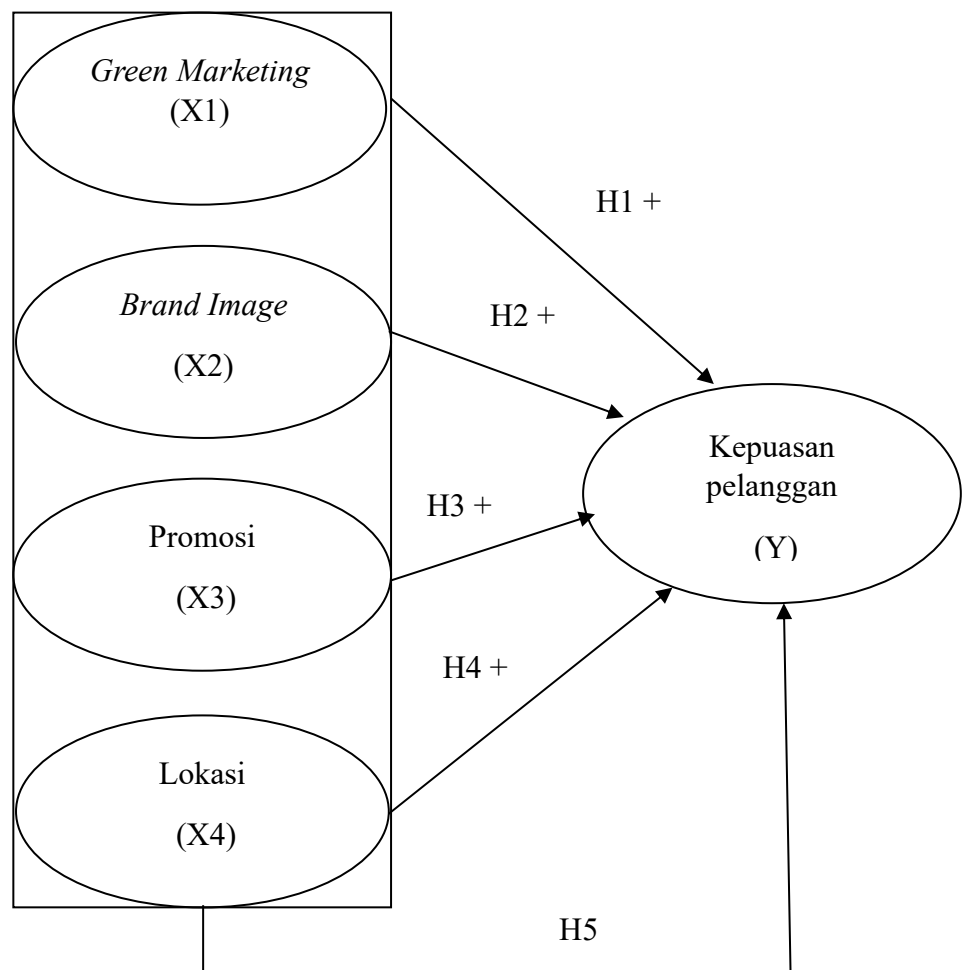 Green Marketing
(X1)
H1 +
Brand Image
(X2)
H2 +
Kepuasan
pelanggan
(Y)
Promosi
(X3)
H3 +
Lokasi
(X4)
H4 +
H5